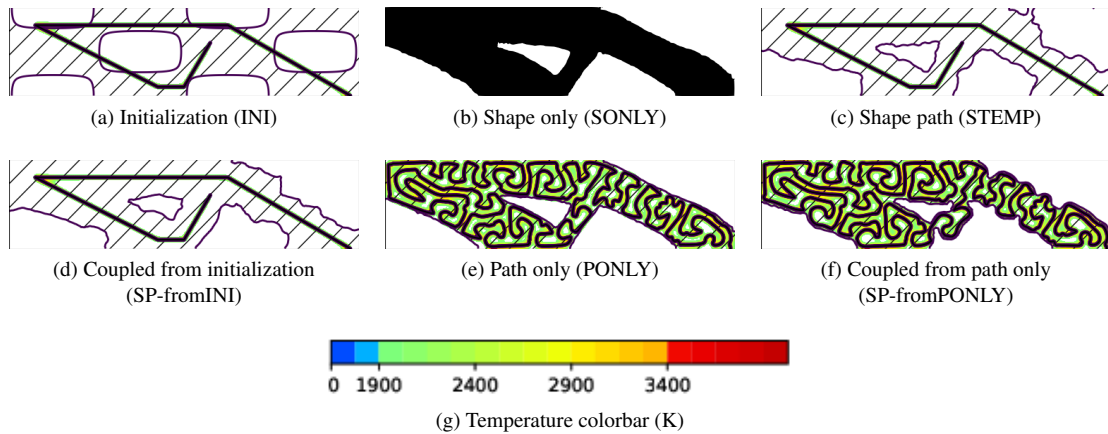 (a) Initialization (INI)
(b) Shape only (SONLY)
(c) Shape path (STEMP)
(d) Coupled from initialization
(SP-fromINI)
(e) Path only (PONLY)
(f) Coupled from path only
(SP-fromPONLY)
0 1900 2400 2900 3400
(g) Temperature colorbar (K)